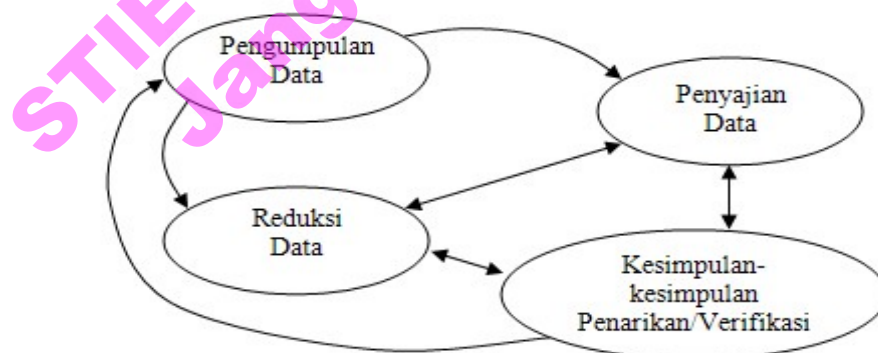 STIE
Jang
Pengumpulan
Data
Penyajian
Data
Reduksi
Data
Kesimpulan-
kesimpulan
Penarikan/Verifikasi